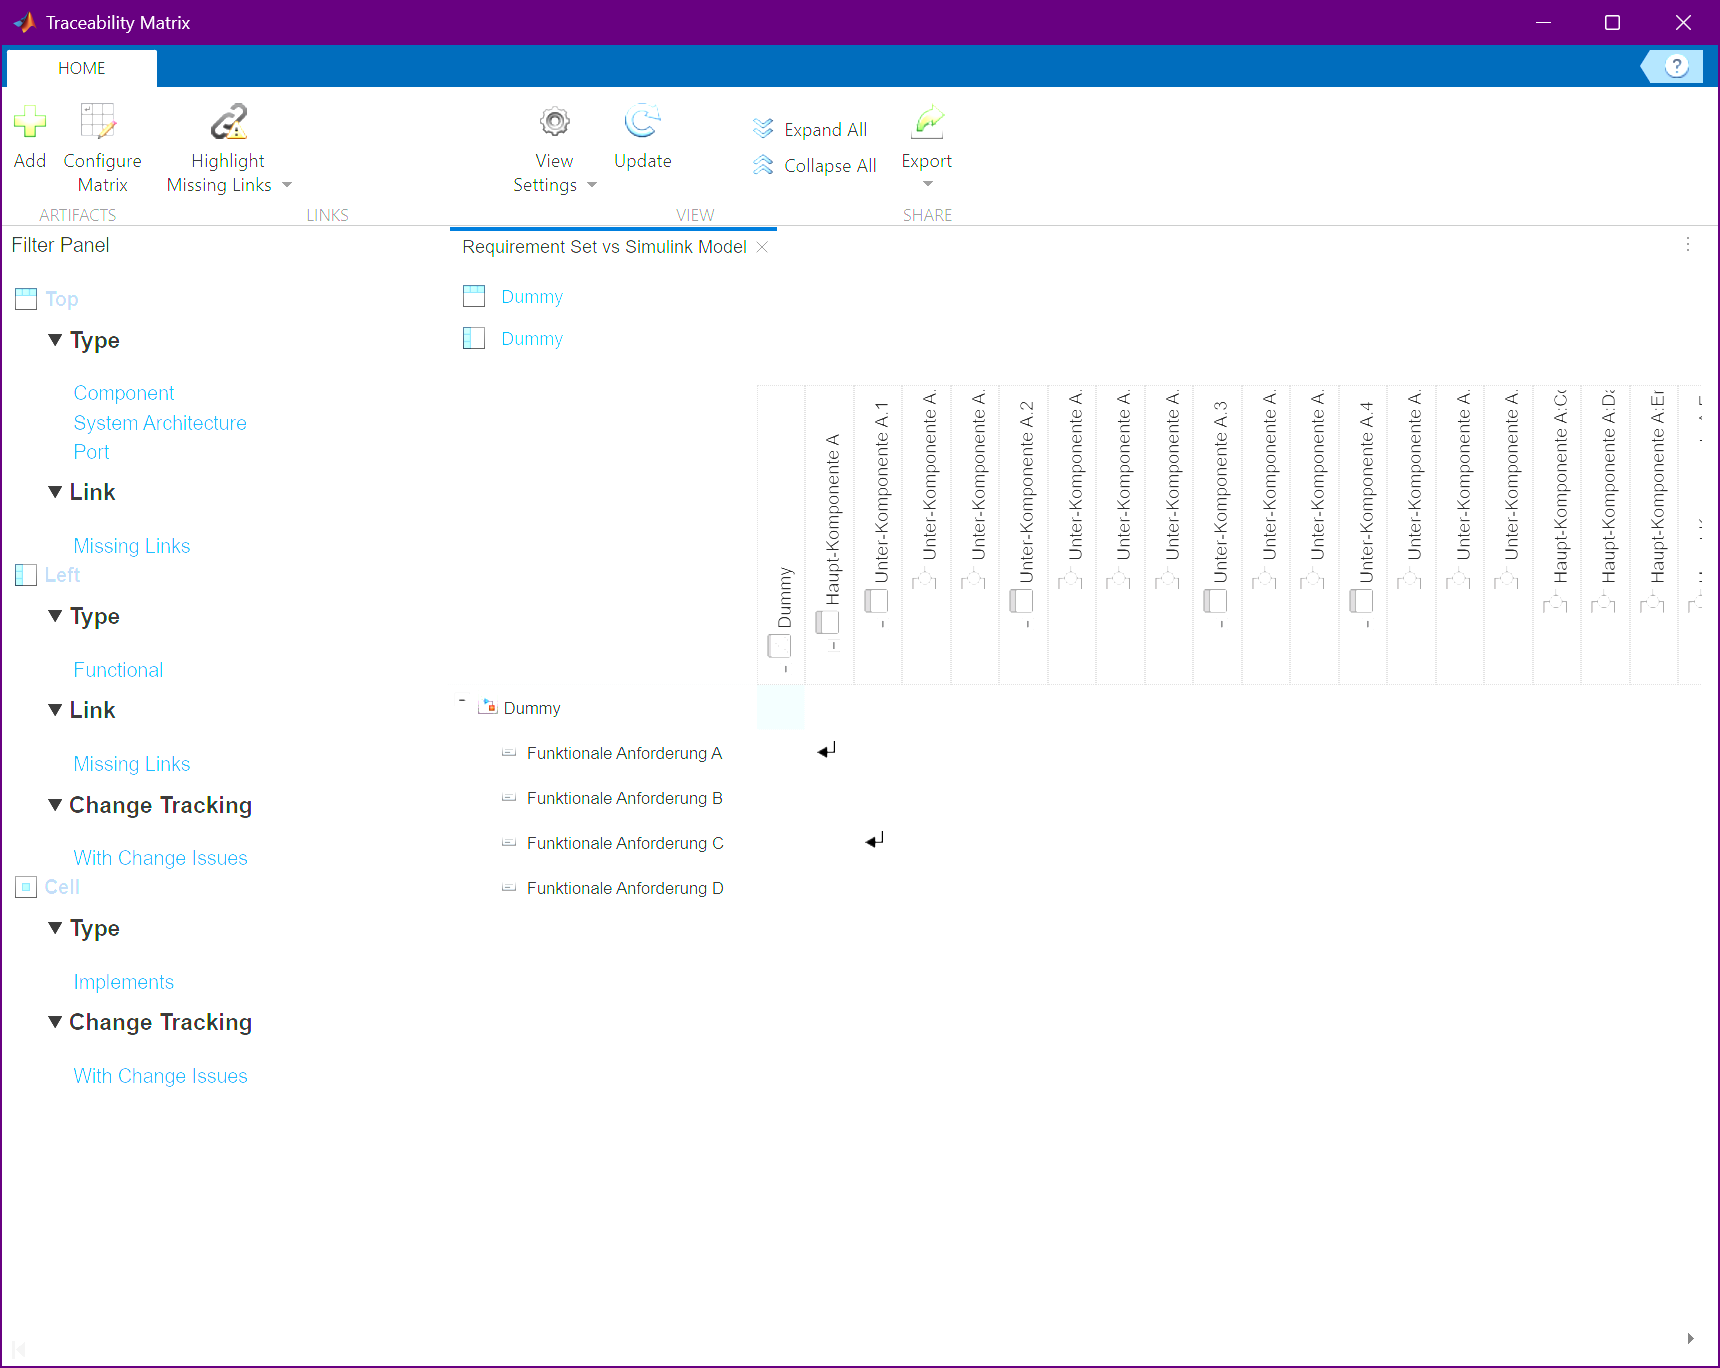 Traceability Matrix
HOME
?
Add
Configure
Matrix
Highlight
Missing Links
View
Settings
Update
Expand All
Collapse All
Export
ARTIFACTS
LINKS
VIEW
SHARE
Filter Panel
Top
Type
Component
System Architecture
Port
Link
Missing Links
Left
Type
Functional
Link
Missing Links
Change Tracking
With Change Issues
Cell
Type
Implements
Change Tracking
With Change Issues
Requirement Set vs Simulink Model
Dummy
Dummy
Dummy
Haupt-Komponente A
Unter-Komponente A.1
Unter-Komponente A.
Unter-Komponente A.
Unter-Komponente A.2
Unter-Komponente A.
Unter-Komponente A.
Unter-Komponente A.
Unter-Komponente A.3
Unter-Komponente A.
Unter-Komponente A.
Unter-Komponente A.4
Unter-Komponente A.
Unter-Komponente A.
Unter-Komponente A.
Haupt-Komponente A:Co
Haupt-Komponente A:Da
Haupt-Komponente A:Er
Dummy
Funktionale Anforderung A
Funktionale Anforderung B
Funktionale Anforderung C
Funktionale Anforderung D